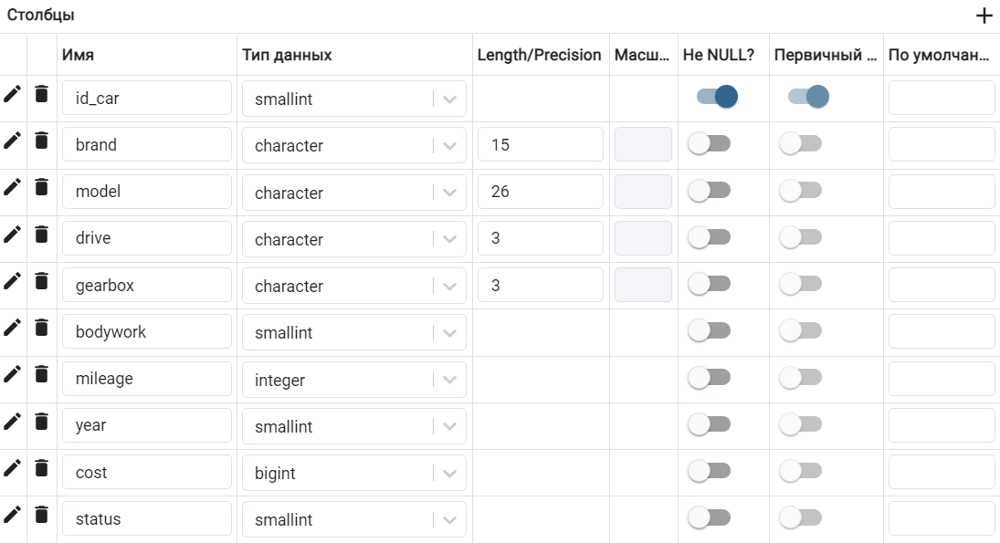 Столбцы
Имя Тип данных Length/Precision Масш... Не NULL? Первичный ... По умолчан...
id_car smallint
brand character 15
model character 26
drive character 3
gearbox character 3
bodywork smallint
mileage integer
year smallint
cost bigint
status smallint